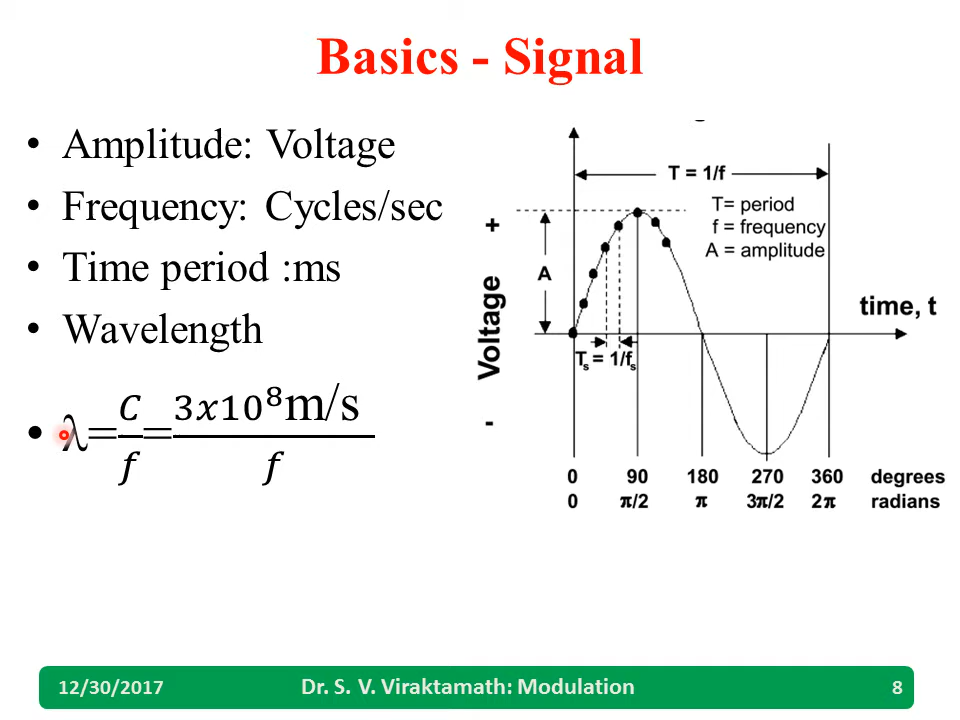 Basics - Signal
• Amplitude: Voltage
• Frequency: Cycles/sec
• Time period :ms
• Wavelength
• λ=C/f=3x10⁸m/s/f
T = 1/f
T= period
f = frequency
A = amplitude
+
A
Voltage
time, t
Tₛ = 1/fₛ
-
0 90 180 270 360 degrees
0 π/2 π 3π/2 2π radians
12/30/2017 Dr. S. V. Viraktamath: Modulation 8